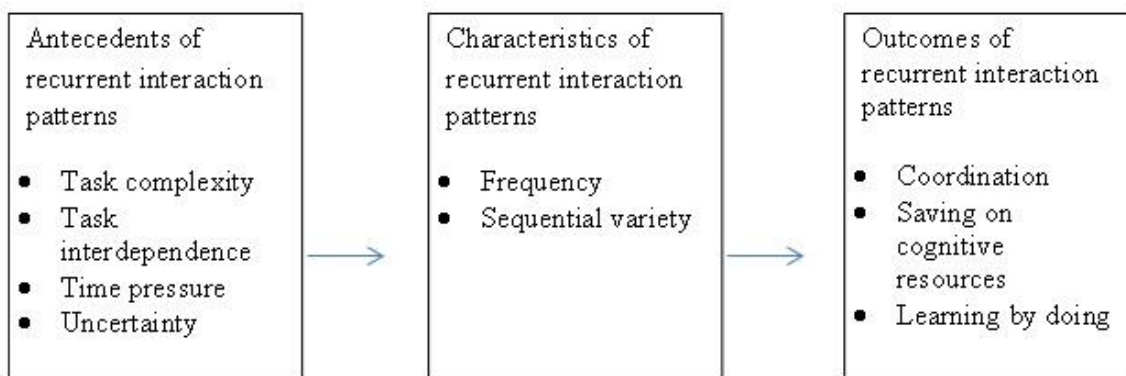 Antecedents of
recurrent interaction
patterns
• Task complexity
• Task
interdependence
• Time pressure
• Uncertainty
Characteristics of
recurrent interaction
patterns
• Frequency
• Sequential variety
Outcomes of
recurrent interaction
patterns
• Coordination
• Saving on
cognitive
resources
• Learning by doing